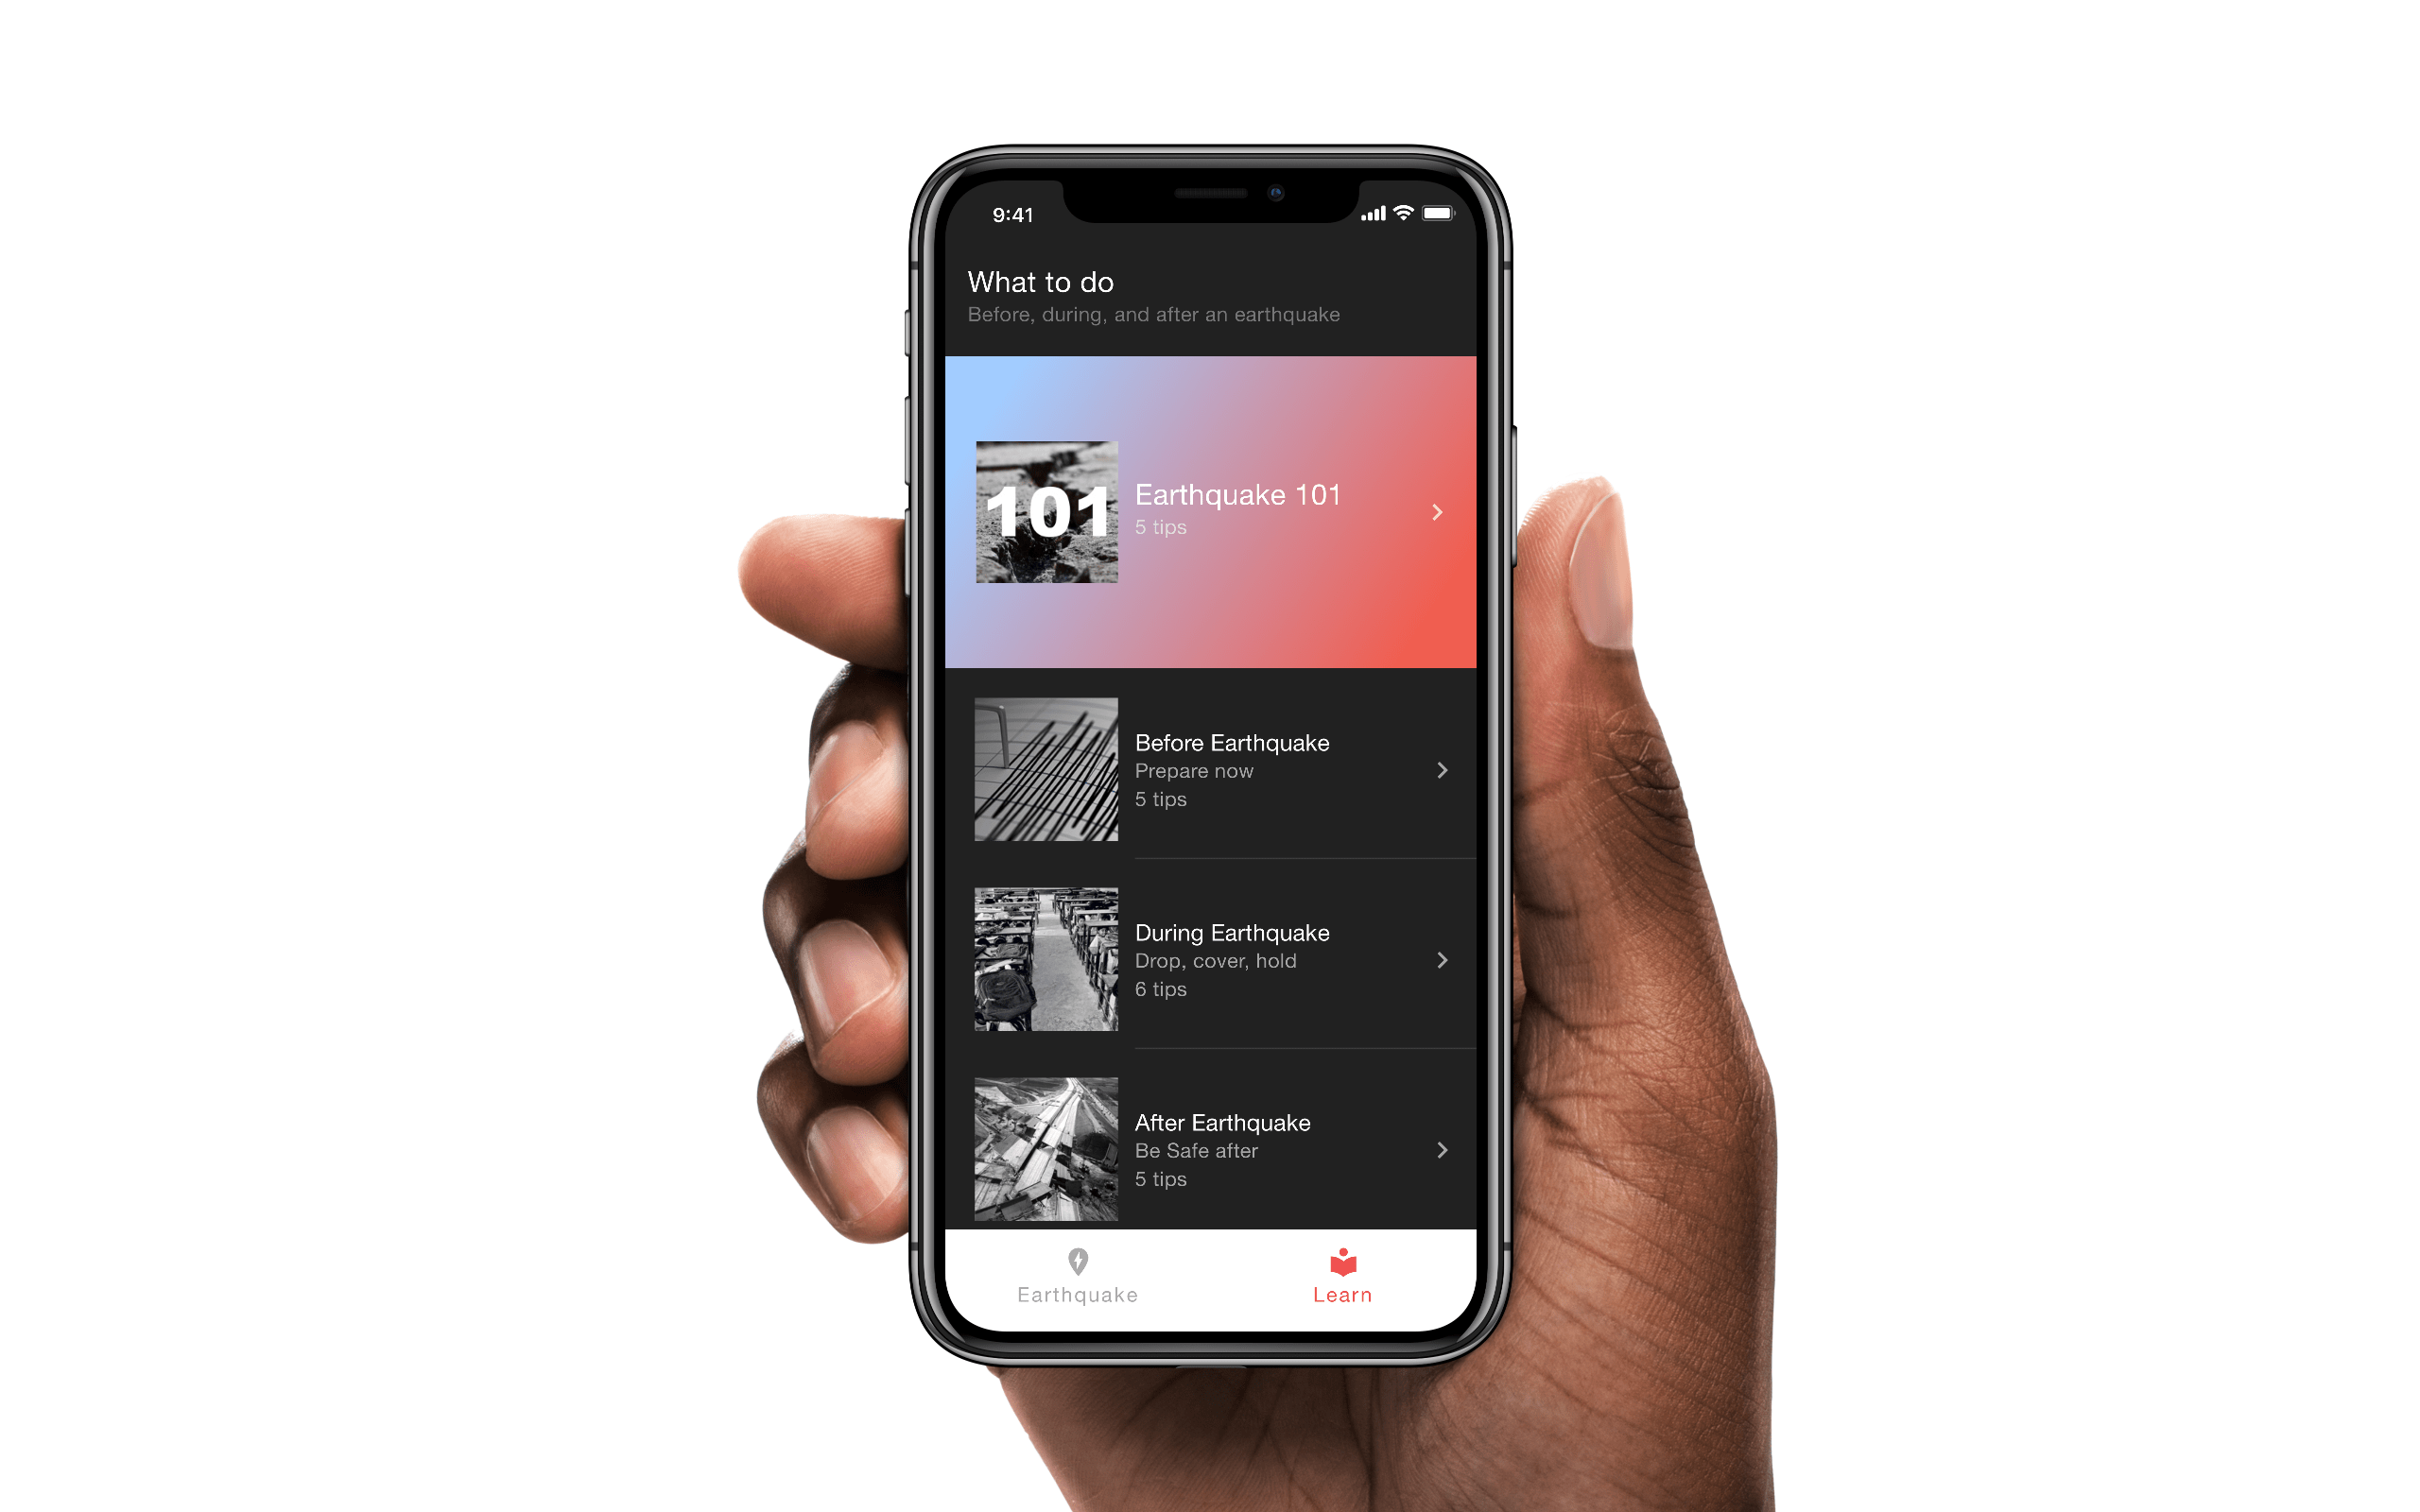 9:41
What to do
Before, during, and after an earthquake
101
Earthquake 101
5 tips
Before Earthquake
Prepare now
5 tips
During Earthquake
Drop, cover, hold
6 tips
After Earthquake
Be Safe after
5 tips
Earthquake
Learn